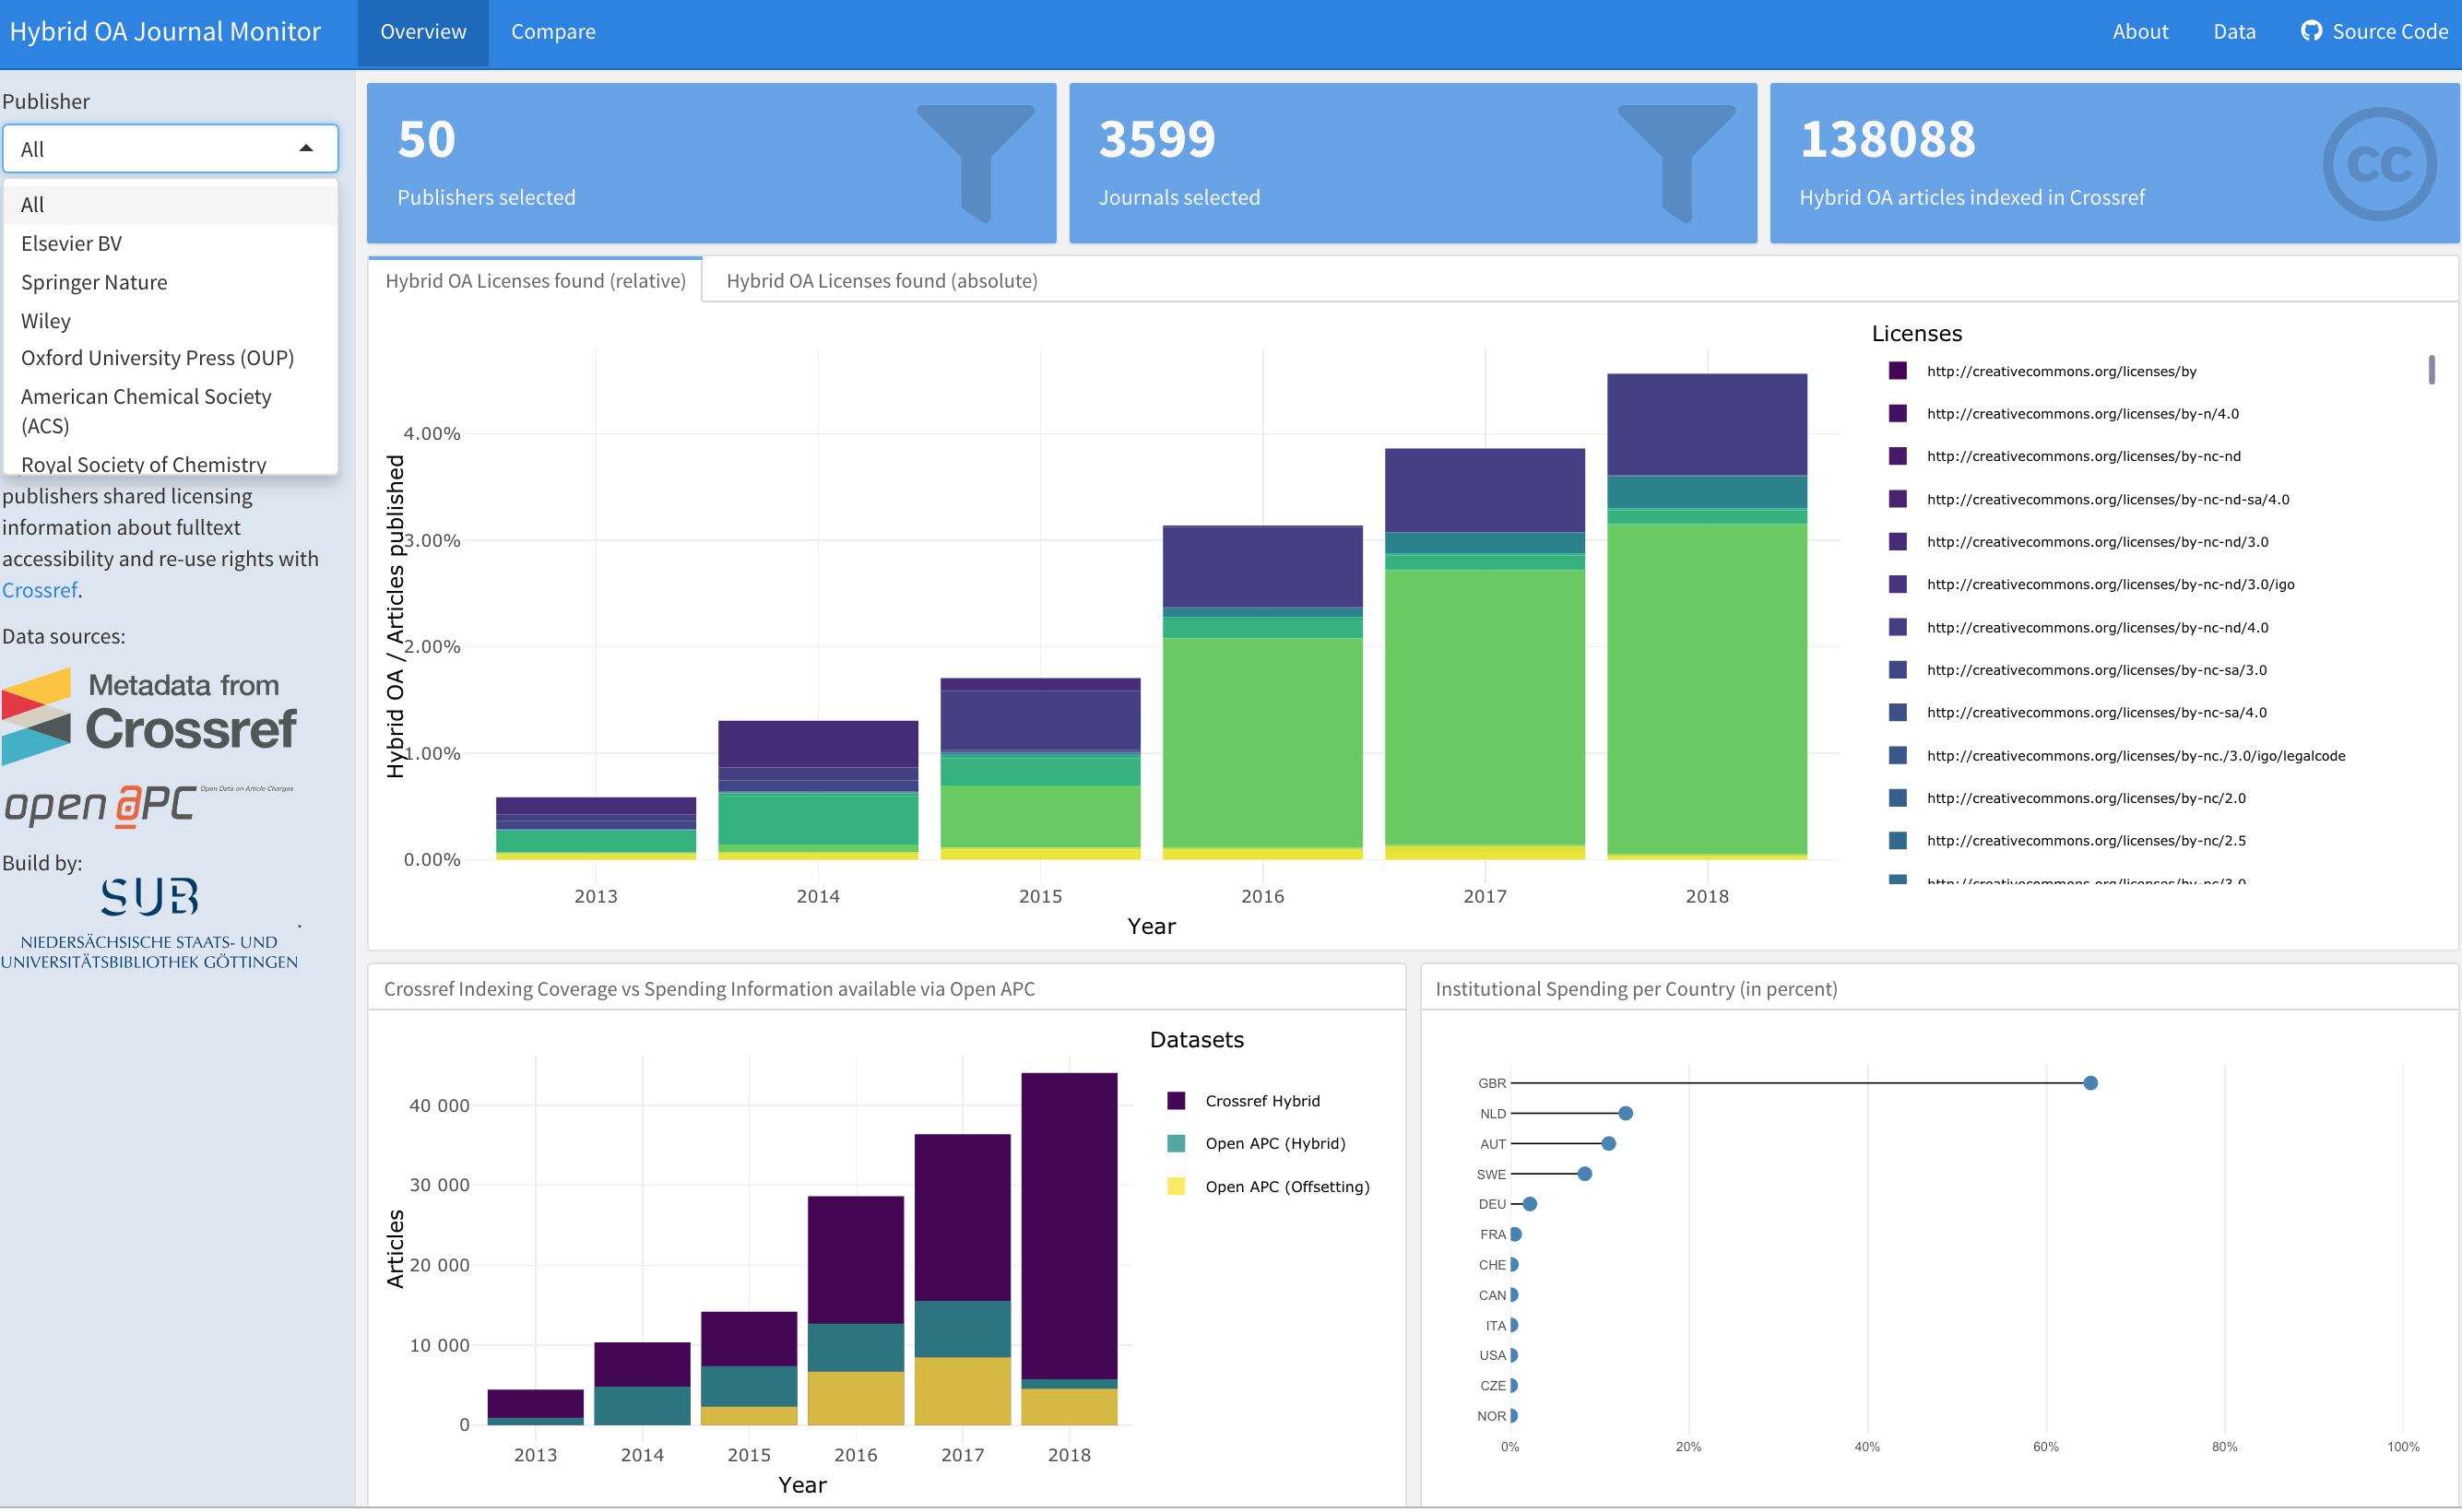 Hybrid OA Journal Monitor
Overview
Compare
About
Data
Source Code
Publisher
All
All
Elsevier BV
Springer Nature
Wiley
Oxford University Press (OUP)
American Chemical Society
(ACS)
Royal Society of Chemistry
publishers shared licensing
information about fulltext
accessibility and re-use rights with
Crossref.
Data sources:
Metadata from
Crossref
open APC
Open Data on Article Charges
Build by:
SUB
.
NIEDERSÄCHSISCHE STAATS- UND
UNIVERSITÄTSBIBLIOTHEK GÖTTINGEN
50
Publishers selected
3599
Journals selected
138088
Hybrid OA articles indexed in Crossref
cc
Hybrid OA Licenses found (relative)
Hybrid OA Licenses found (absolute)
Hybrid OA / Articles published
4.00%
3.00%
2.00%
1.00%
0.00%
2013
2014
2015
2016
2017
2018
Year
Licenses
http://creativecommons.org/licenses/by
http://creativecommons.org/licenses/by-n/4.0
http://creativecommons.org/licenses/by-nc-nd
http://creativecommons.org/licenses/by-nc-nd-sa/4.0
http://creativecommons.org/licenses/by-nc-nd/3.0
http://creativecommons.org/licenses/by-nc-nd/3.0/igo
http://creativecommons.org/licenses/by-nc-nd/4.0
http://creativecommons.org/licenses/by-nc-sa/3.0
http://creativecommons.org/licenses/by-nc-sa/4.0
http://creativecommons.org/licenses/by-nc./3.0/igo/legalcode
http://creativecommons.org/licenses/by-nc/2.0
http://creativecommons.org/licenses/by-nc/2.5
http://creativecommons.org/licenses/by-nc/3.0
Crossref Indexing Coverage vs Spending Information available via Open APC
Articles
40 000
30 000
20 000
10 000
0
2013
2014
2015
2016
2017
2018
Year
Datasets
Crossref Hybrid
Open APC (Hybrid)
Open APC (Offsetting)
Institutional Spending per Country (in percent)
GBR
NLD
AUT
SWE
DEU
FRA
CHE
CAN
ITA
USA
CZE
NOR
0%
20%
40%
60%
80%
100%